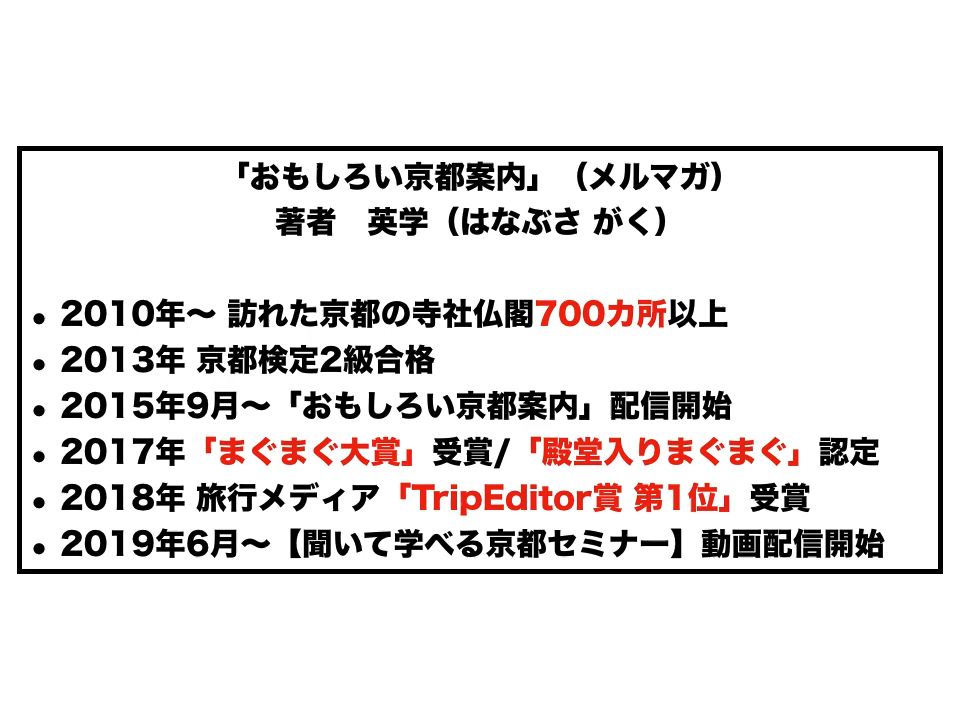 「おもしろい京都案内」（メルマガ）
著者　英学（はなぶさ がく）
● 2010年〜 訪れた京都の寺社仏閣700カ所以上
● 2013年 京都検定2級合格
● 2015年9月〜「おもしろい京都案内」配信開始
● 2017年「まぐまぐ大賞」受賞/「殿堂入りまぐまぐ」認定
● 2018年 旅行メディア「TripEditor賞 第1位」受賞
● 2019年6月〜【聞いて学べる京都セミナー】動画配信開始